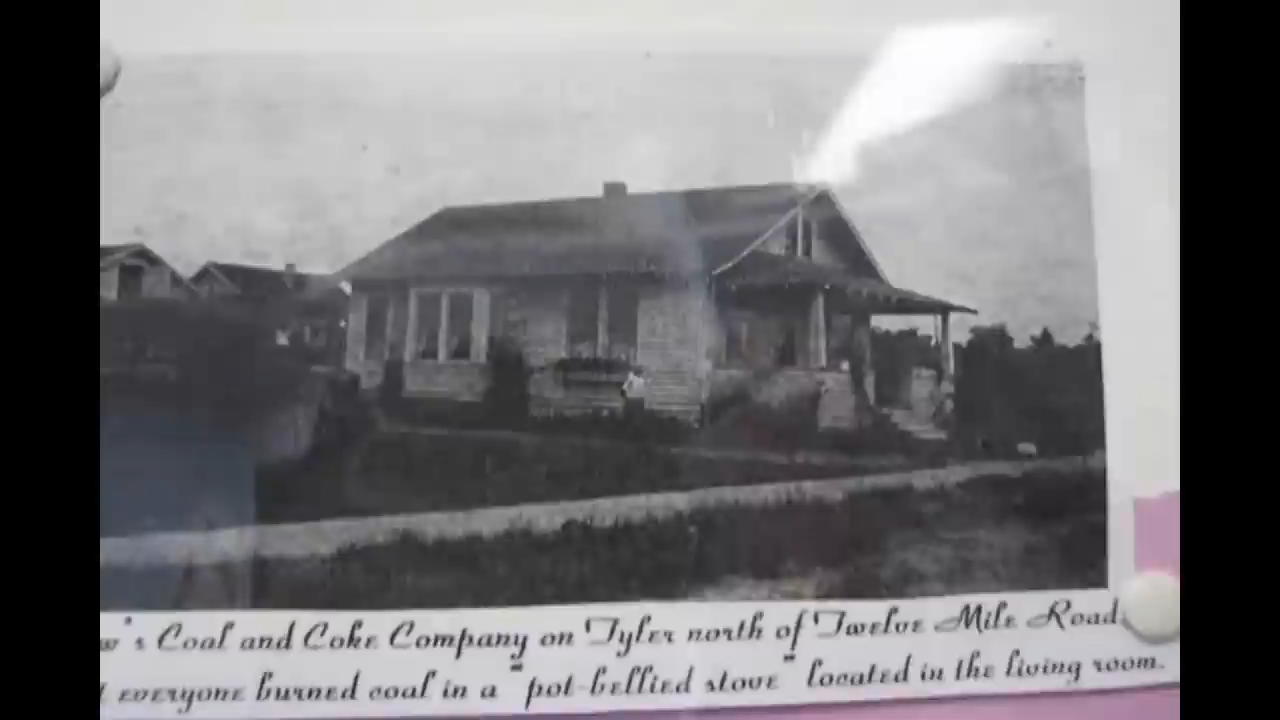 w's Coal and Coke Company on Tyler north of Twelve Mile Road.
t everyone burned coal in a "pot-bellied stove" located in the living room.